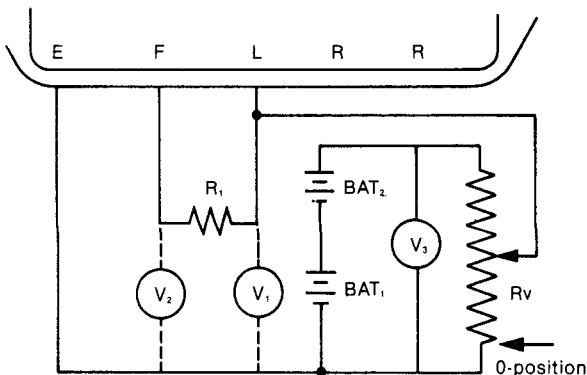 E F L R R
R₁
BAT₂
V₃
V₂ V₁ BAT₁ Rv
0-position